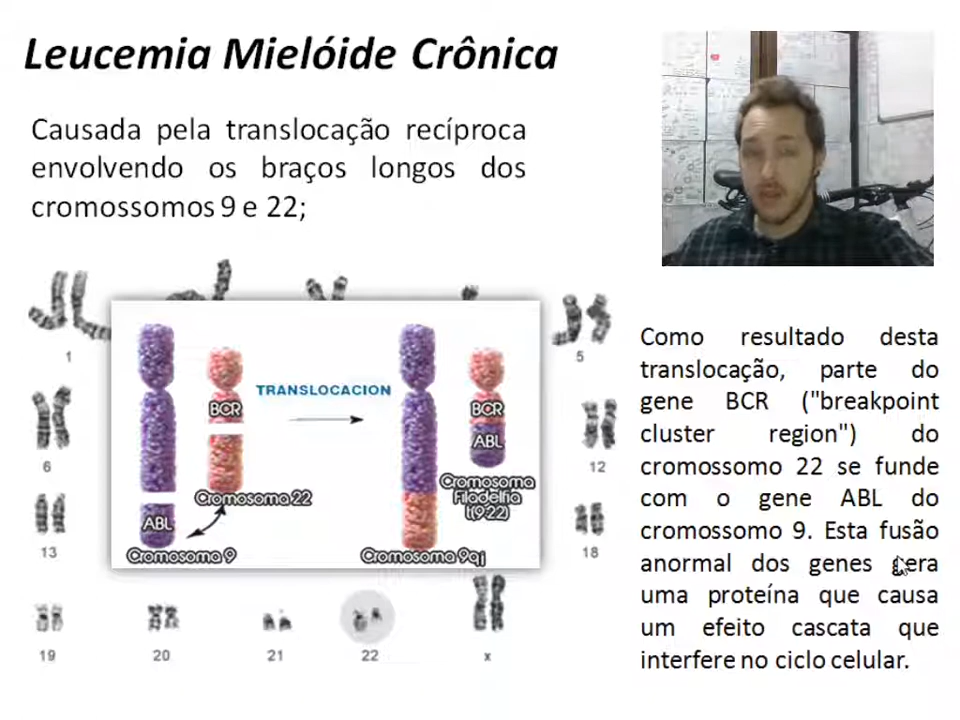 Leucemia Mielóide Crônica
Causada pela translocação recíproca
envolvendo os braços longos dos
cromossomos 9 e 22;
1
5
6
12
13
18
19
20
21
22
x
TRANSLOCACION
BCR
ABL
Cromosoma 22
Cromosoma 9
BCR
ABL
Cromosoma
Filadelfia
t(9;22)
Cromosoma 9qi
Como resultado desta
translocação, parte do
gene BCR ("breakpoint
cluster region") do
cromossomo 22 se funde
com o gene ABL do
cromossomo 9. Esta fusão
anormal dos genes gera
uma proteína que causa
um efeito cascata que
interfere no ciclo celular.